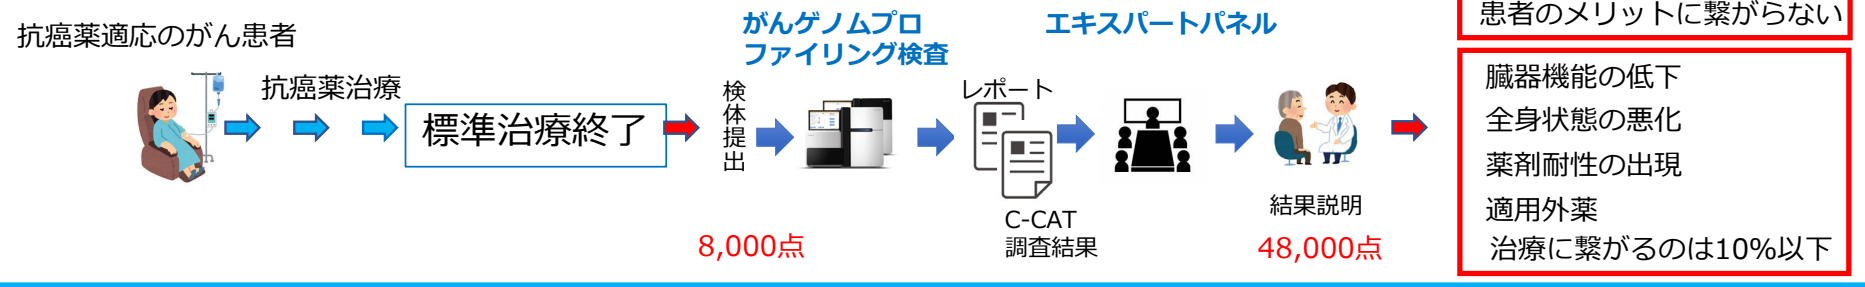 抗癌薬適応のがん患者
抗癌薬治療
標準治療終了
検体提出
がんゲノムプロ
ファイリング検査
8,000点
レポート
C-CAT
調査結果
エキスパートパネル
結果説明
48,000点
患者のメリットに繋がらない
臓器機能の低下
全身状態の悪化
薬剤耐性の出現
適用外薬
治療に繋がるのは10%以下